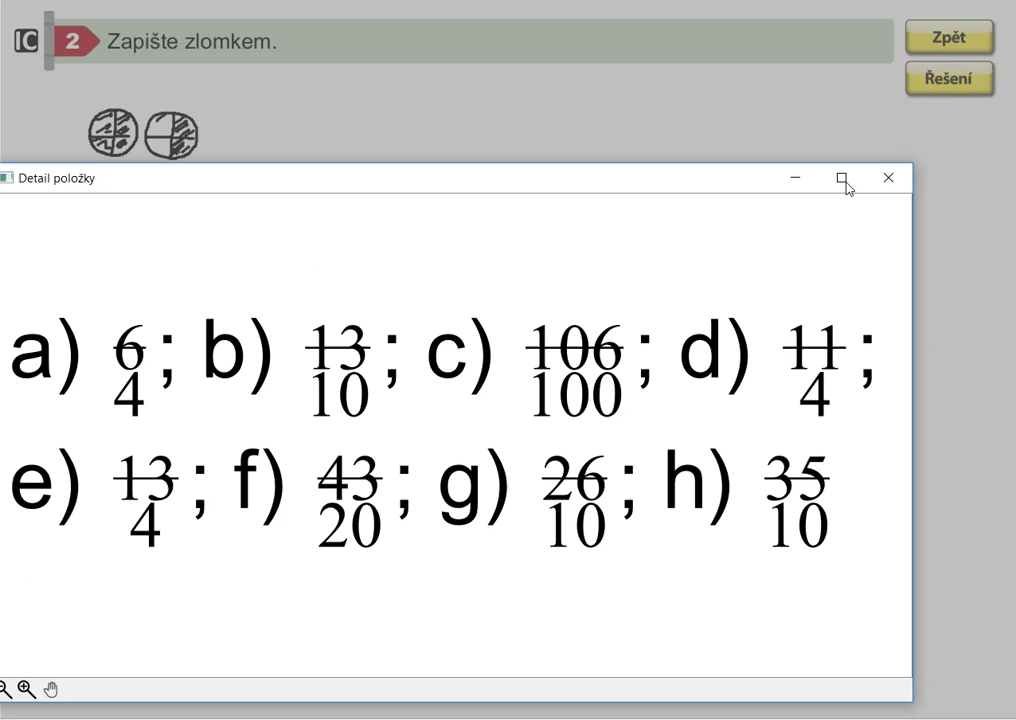 IC 2 Zapište zlomkem.
Zpět
Řešení
Detail položky
a) 6/4; b) 13/10; c) 106/100; d) 11/4;
e) 13/4; f) 43/20; g) 26/10; h) 35/10